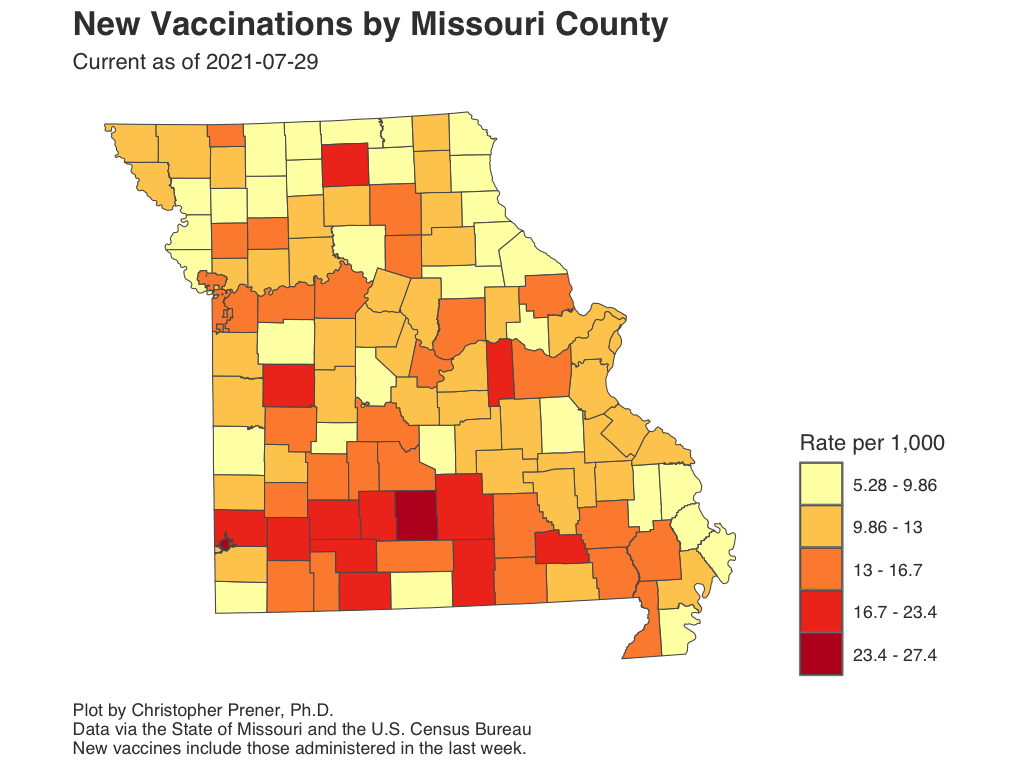 New Vaccinations by Missouri County
Current as of 2021-07-29
Rate per 1,000
5.28 - 9.86
9.86 - 13
13 - 16.7
16.7 - 23.4
23.4 - 27.4
Plot by Christopher Prener, Ph.D.
Data via the State of Missouri and the U.S. Census Bureau
New vaccines include those administered in the last week.